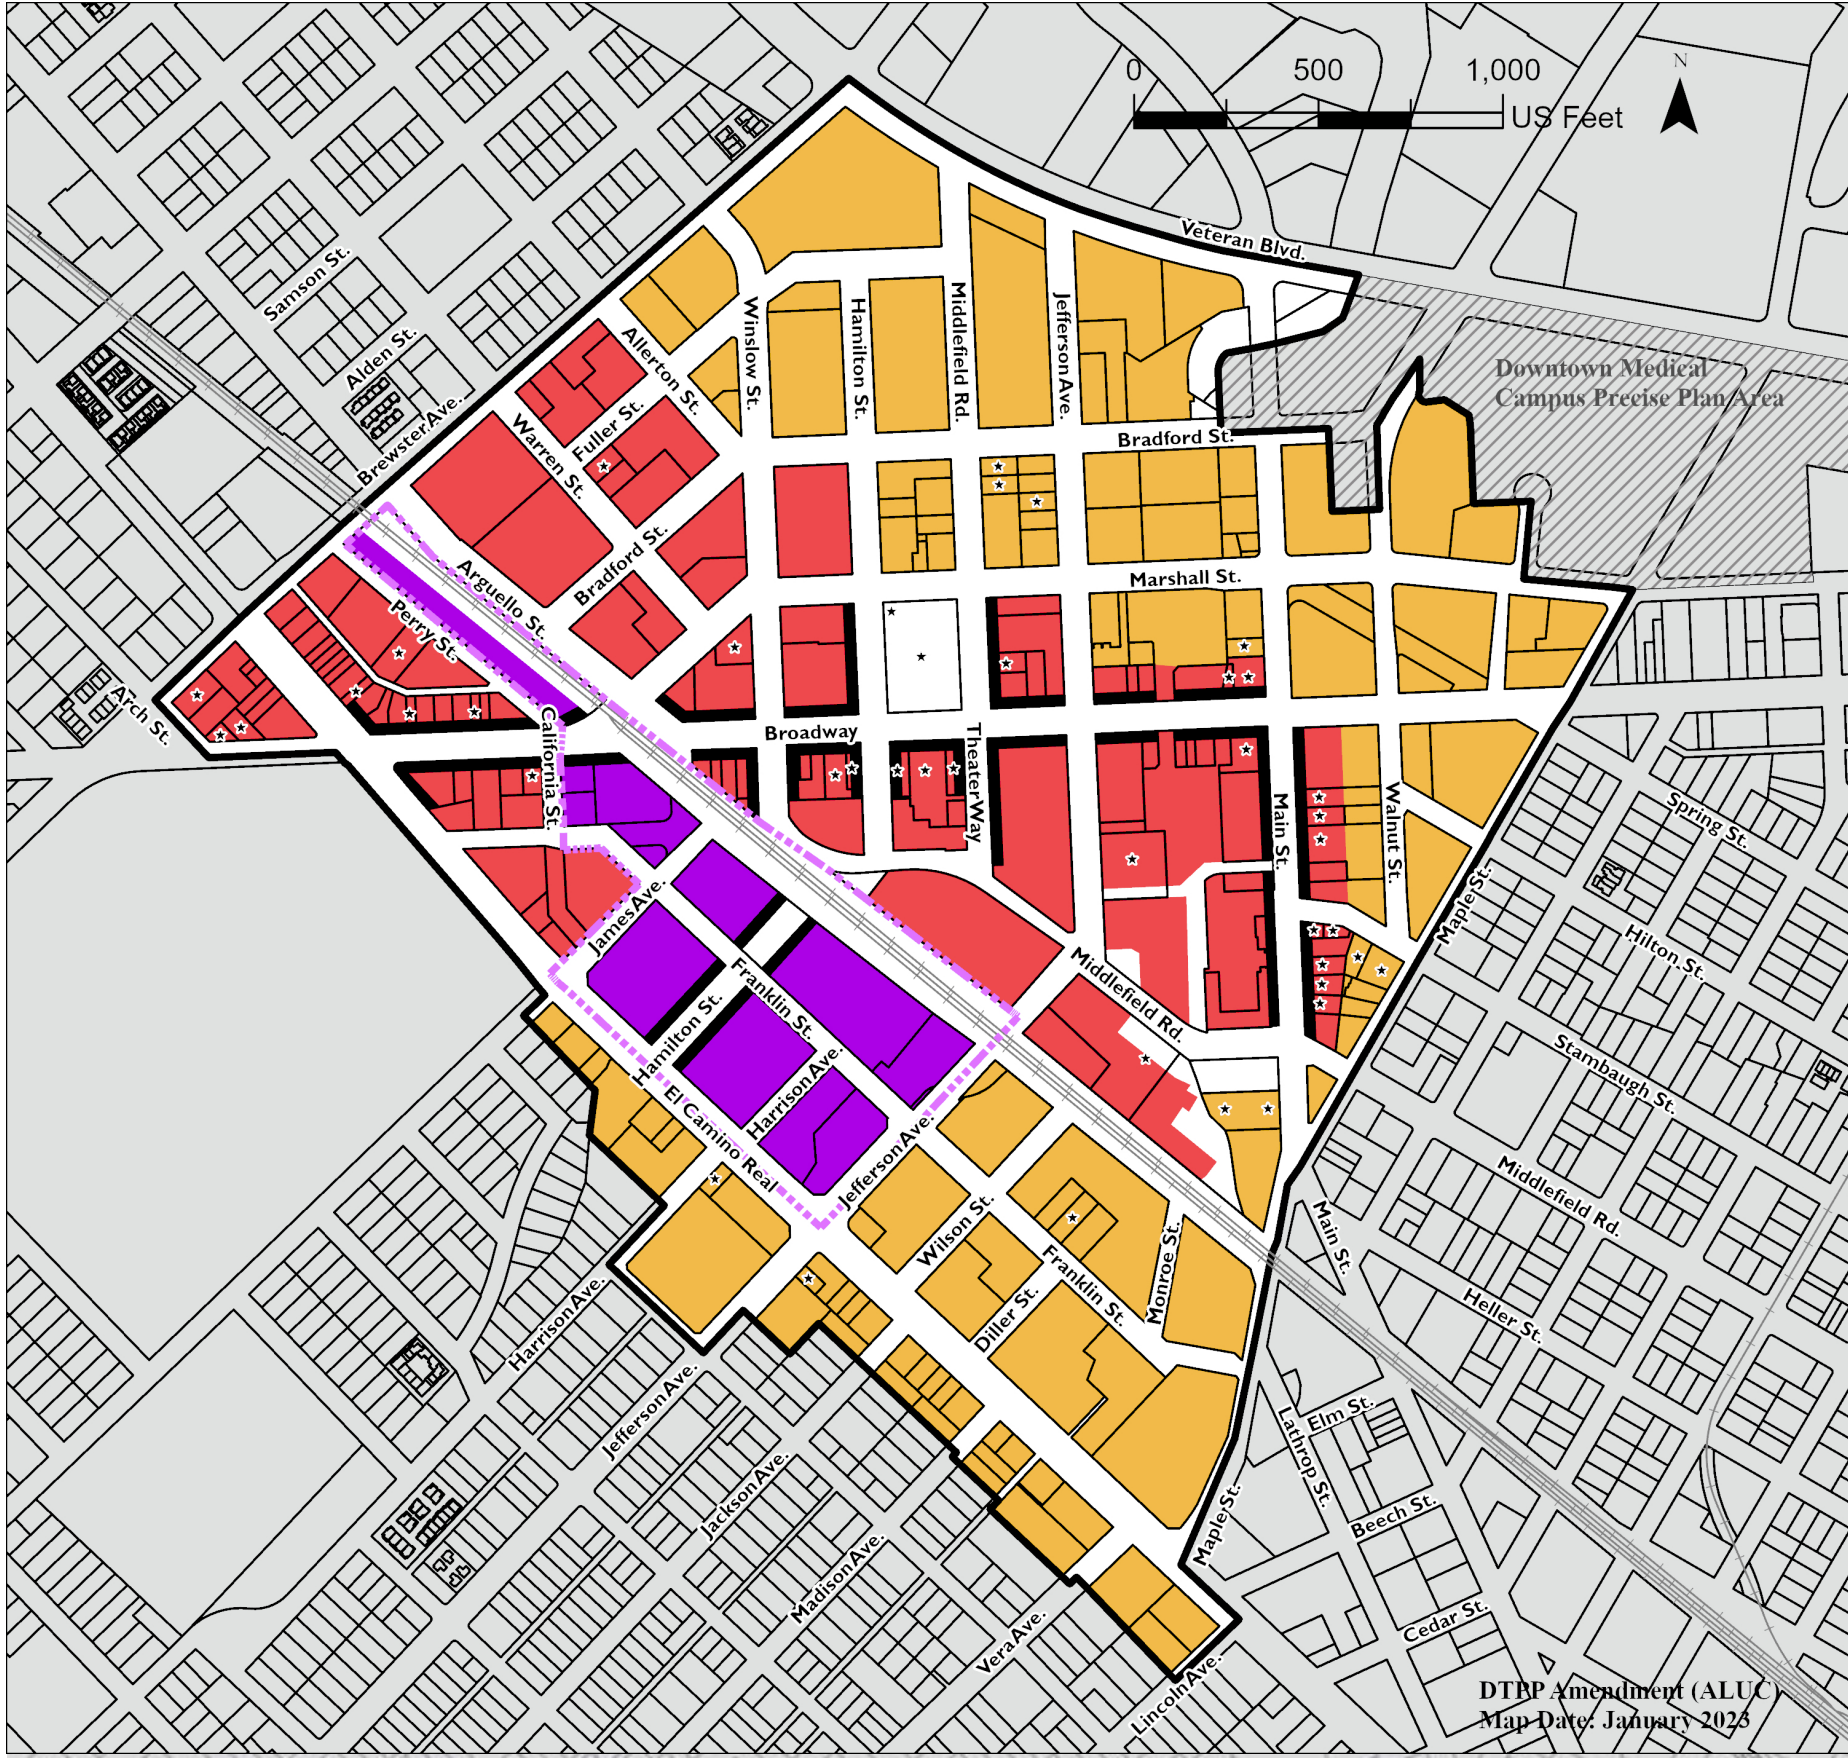 0 500 1,000
US Feet
N
Veteran Blvd.
Samson St.
Alden St.
Brewster Ave.
Allerton St.
Winslow St.
Hamilton St.
Middlefield Rd.
Jefferson Ave.
Downtown Medical
Campus Precise Plan Area
Warren St.
Fuller St.
Bradford St.
Bradford St.
Arguello St.
Perry St.
Marshall St.
Arch St.
California St.
Broadway
Theater Way
Main St.
Walnut St.
Spring St.
Maple St.
Hilton St.
James Ave.
Franklin St.
Hamilton St.
Middlefield Rd.
Harrison Ave.
Stambaugh St.
El Camino Real
Jefferson Ave.
Middlefield Rd.
Wilson St.
Franklin St.
Monroe St.
Main St.
Diller St.
Heller St.
Harrison Ave.
Jefferson Ave.
Elm St.
Lathrop St.
Jackson Ave.
Beech St.
Maple St.
Madison Ave.
Vera Ave.
Cedar St.
Lincoln Ave.
DTPP Amendment (ALUC)
Map Date: January 2023